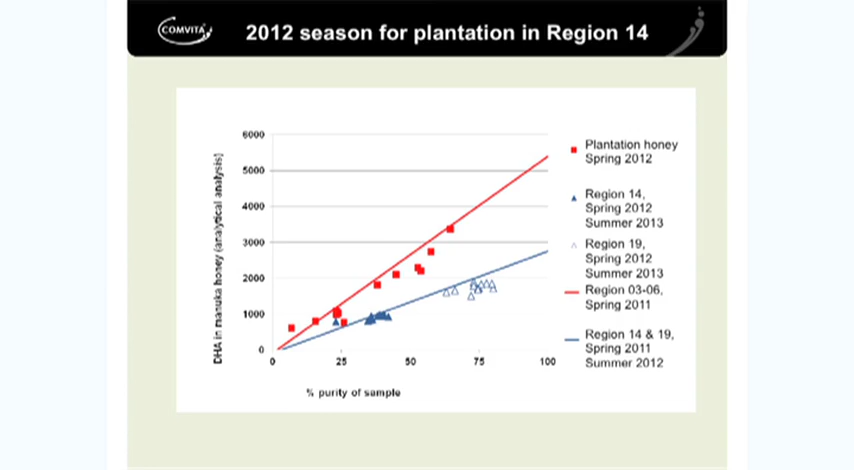 COMVITA
2012 season for plantation in Region 14
DHA in manuka honey (analytical analysis)
6000
5000
4000
3000
2000
1000
0
0 25 50 75 100
% purity of sample
Plantation honey
Spring 2012
Region 14,
Spring 2012
Summer 2013
Region 19,
Spring 2012
Summer 2013
Region 03-06,
Spring 2011
Region 14 & 19,
Spring 2011
Summer 2012